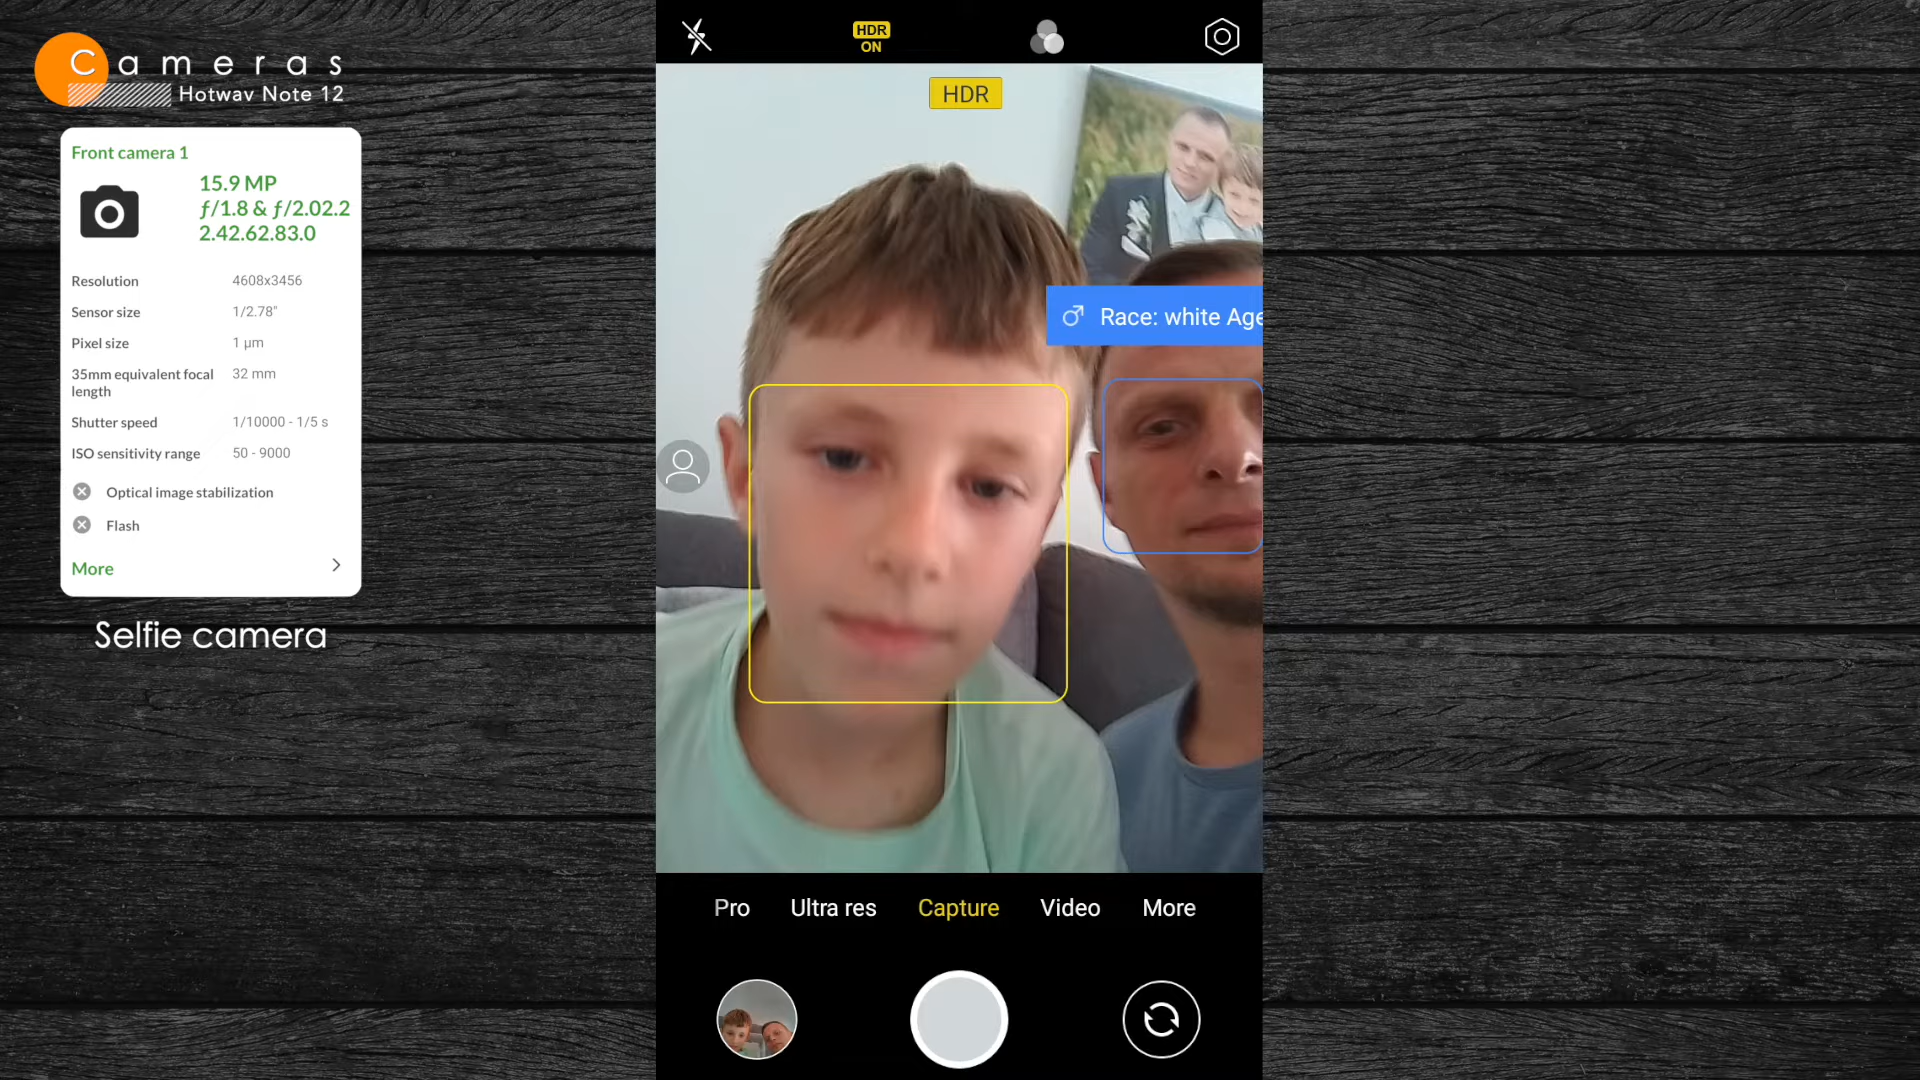 Cameras
Hotwav Note 12
Front camera 1
15.9 MP
ƒ/1.8 & ƒ/2.02.2
2.42.62.83.0
Resolution 4608x3456
Sensor size 1/2.78"
Pixel size 1 µm
35mm equivalent focal length 32 mm
Shutter speed 1/10000 - 1/5 s
ISO sensitivity range 50 - 9000
Optical image stabilization
Flash
More
Selfie camera
HDR
ON
HDR
Race: white Age
Pro Ultra res Capture Video More